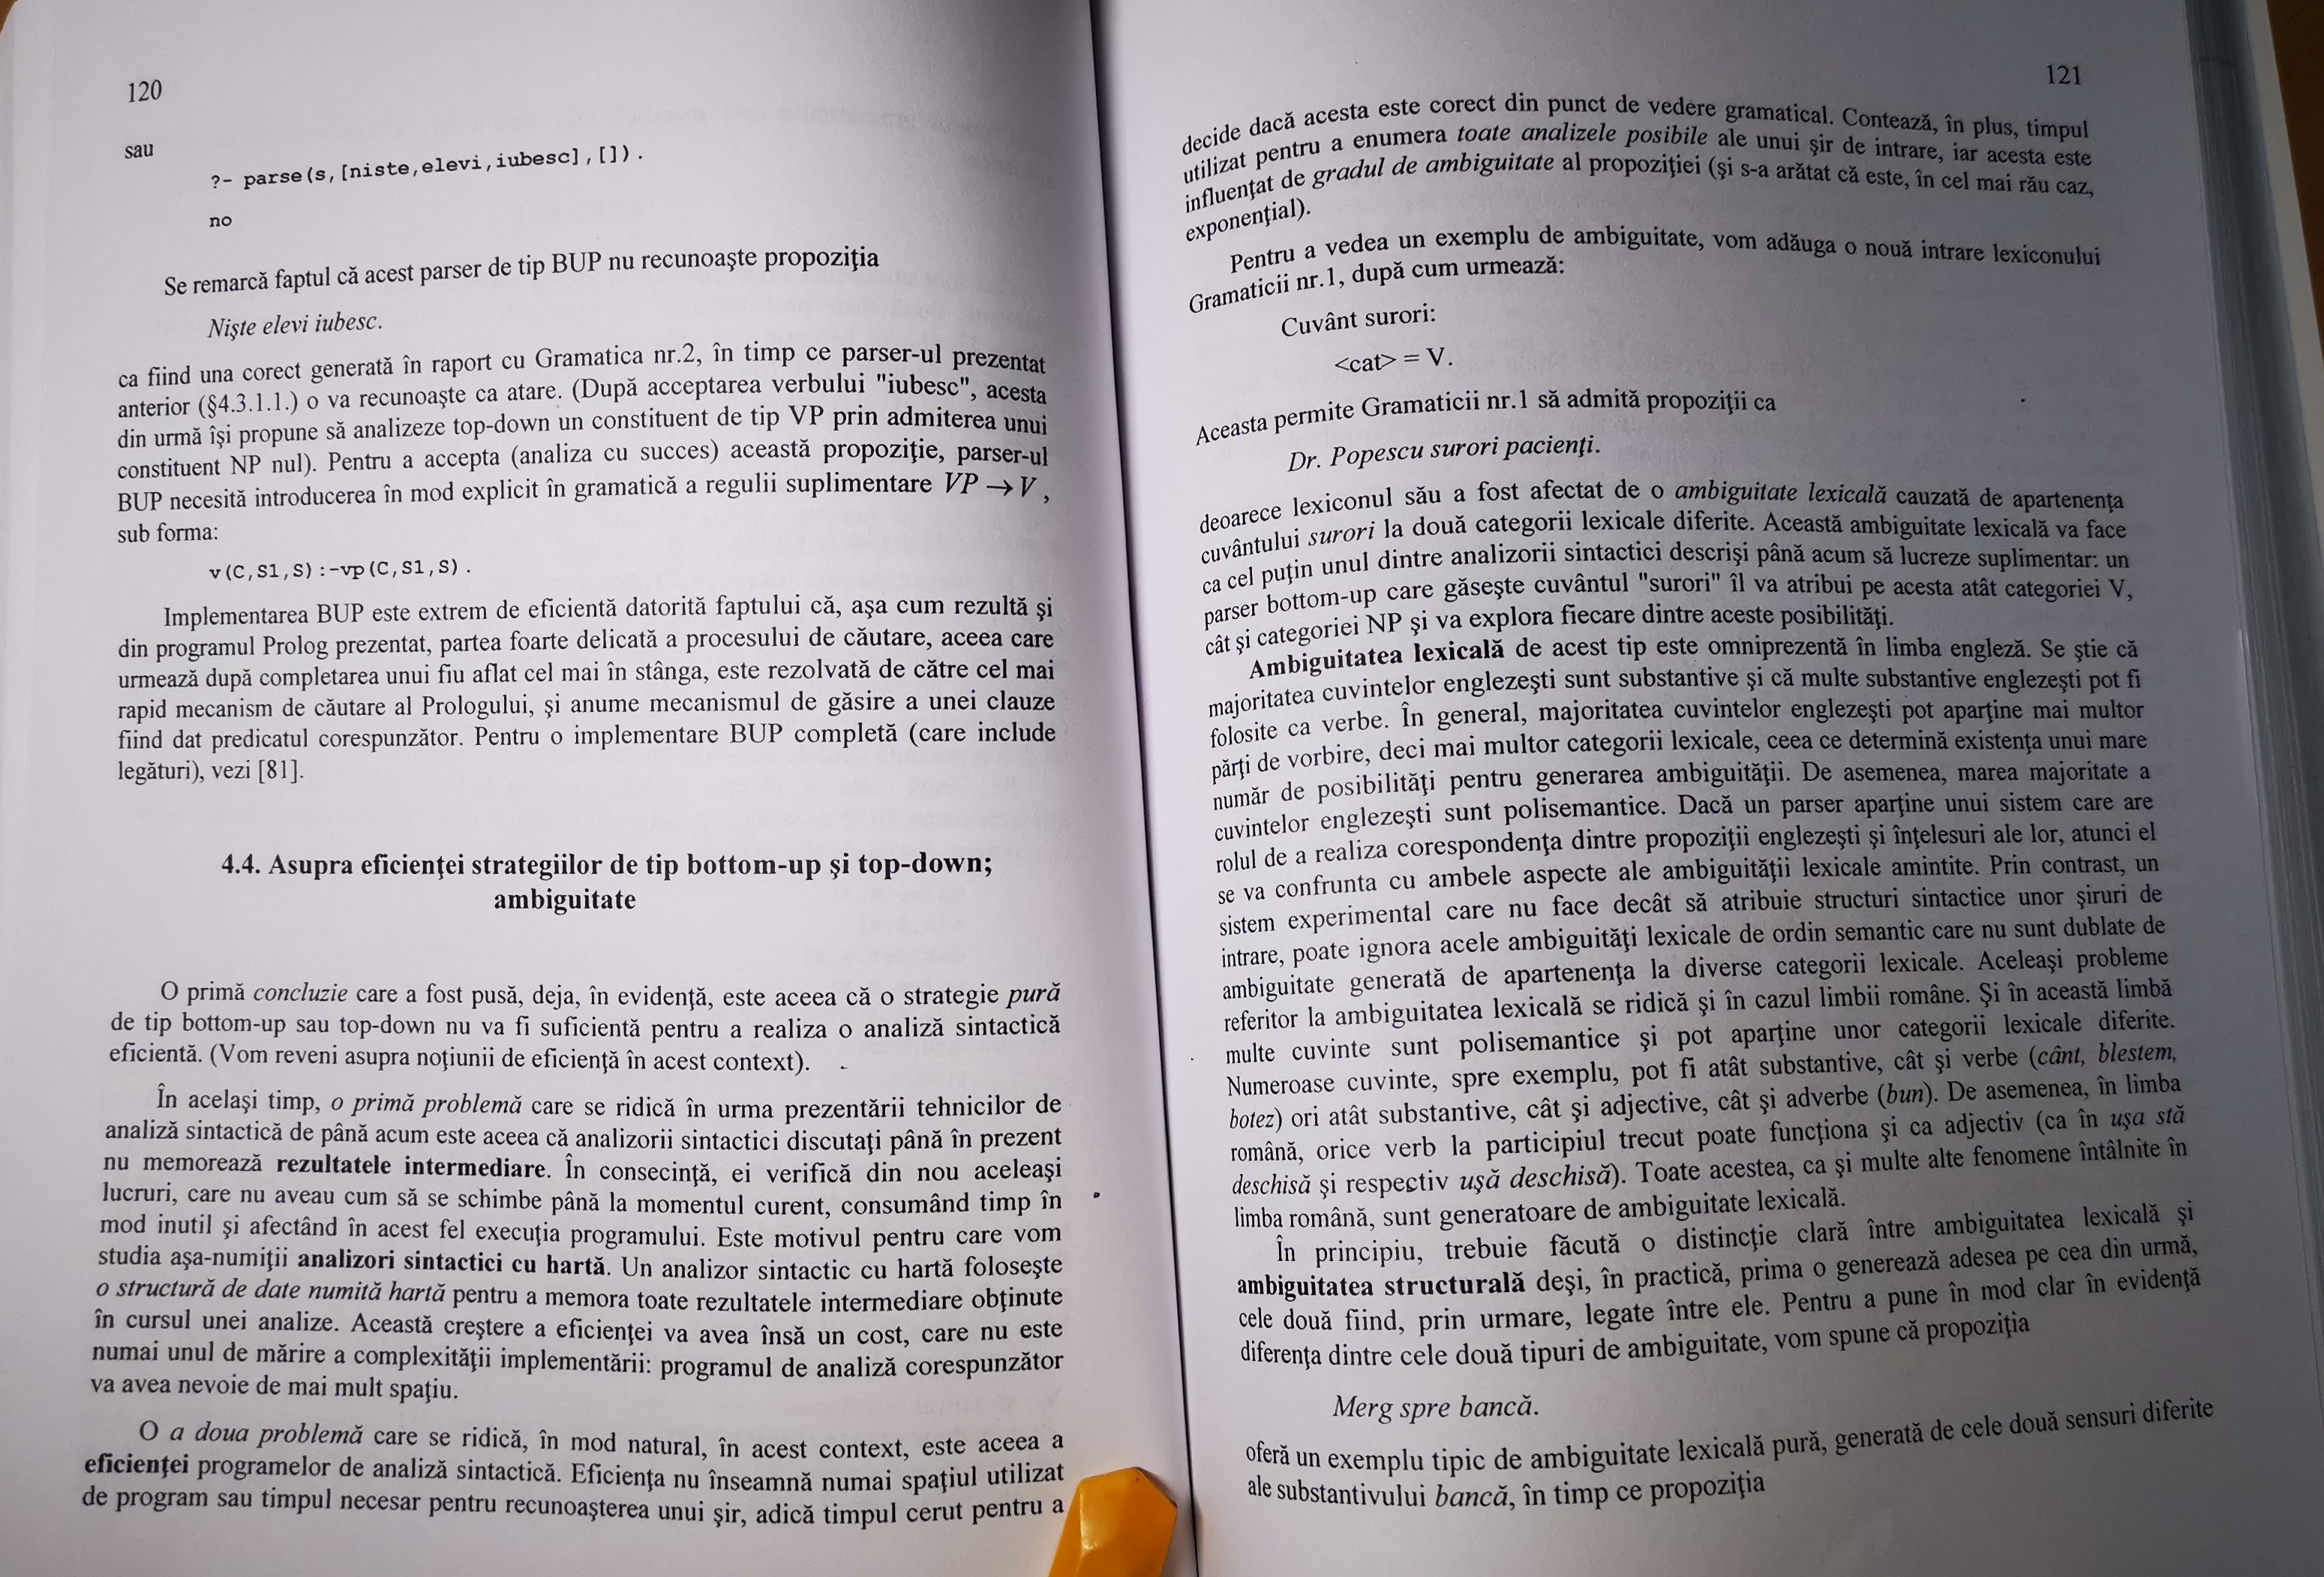 120
sau
?- parse(s,[niste,elevi,iubesc],[]).
no
Se remarcă faptul că acest parser de tip BUP nu recunoaşte propoziţia
Nişte elevi iubesc.
ca fiind una corect generată în raport cu Gramatica nr.2, în timp ce parser-ul prezentat
anterior (§4.3.1.1.) o va recunoaşte ca atare. (După acceptarea verbului "iubesc", acesta
din urmă îşi propune să analizeze top-down un constituent de tip VP prin admiterea unui
constituent NP nul). Pentru a accepta (analiza cu succes) această propoziţie, parser-ul
BUP necesită introducerea în mod explicit în gramatică a regulii suplimentare VP → V ,
sub forma:
v(C,S1,S):-vp(C,S1,S).
Implementarea BUP este extrem de eficientă datorită faptului că, aşa cum rezultă şi
din programul Prolog prezentat, partea foarte delicată a procesului de căutare, aceea care
urmează după completarea unui fiu aflat cel mai în stânga, este rezolvată de către cel mai
rapid mecanism de căutare al Prologului, şi anume mecanismul de găsire a unei clauze
fiind dat predicatul corespunzător. Pentru o implementare BUP completă (care include
legături), vezi [81].
4.4. Asupra eficienţei strategiilor de tip bottom-up şi top-down;
ambiguitate
O primă concluzie care a fost pusă, deja, în evidenţă, este aceea că o strategie pură
de tip bottom-up sau top-down nu va fi suficientă pentru a realiza o analiză sintactică
eficientă. (Vom reveni asupra noţiunii de eficienţă în acest context).
În acelaşi timp, o primă problemă care se ridică în urma prezentării tehnicilor de
analiză sintactică de până acum este aceea că analizorii sintactici discutaţi până în prezent
nu memorează rezultatele intermediare. În consecinţă, ei verifică din nou aceleaşi
lucruri, care nu aveau cum să se schimbe până la momentul curent, consumând timp în
mod inutil şi afectând în acest fel execuţia programului. Este motivul pentru care vom
studia aşa-numiţii analizori sintactici cu hartă. Un analizor sintactic cu hartă foloseşte
o structură de date numită hartă pentru a memora toate rezultatele intermediare obţinute
în cursul unei analize. Această creştere a eficienţei va avea însă un cost, care nu este
numai unul de mărire a complexităţii implementării: programul de analiză corespunzător
va avea nevoie de mai mult spaţiu.
O a doua problemă care se ridică, în mod natural, în acest context, este aceea a
eficienţei programelor de analiză sintactică. Eficienţa nu înseamnă numai spaţiul utilizat
de program sau timpul necesar pentru recunoaşterea unui şir, adică timpul cerut pentru a
121
decide dacă acesta este corect din punct de vedere gramatical. Contează, în plus, timpul
utilizat pentru a enumera toate analizele posibile ale unui şir de intrare, iar acesta este
influenţat de gradul de ambiguitate al propoziţiei (şi s-a arătat că este, în cel mai rău caz,
exponenţial).
Pentru a vedea un exemplu de ambiguitate, vom adăuga o nouă intrare lexiconului
Gramaticii nr.1, după cum urmează:
Cuvânt surori:
<cat> = V.
Aceasta permite Gramaticii nr.1 să admită propoziţii ca
Dr. Popescu surori pacienţi.
deoarece lexiconul său a fost afectat de o ambiguitate lexicală cauzată de apartenenţa
cuvântului surori la două categorii lexicale diferite. Această ambiguitate lexicală va face
ca cel puţin unul dintre analizorii sintactici descrişi până acum să lucreze suplimentar: un
parser bottom-up care găseşte cuvântul "surori" îl va atribui pe acesta atât categoriei V,
cât şi categoriei NP şi va explora fiecare dintre aceste posibilităţi.
Ambiguitatea lexicală de acest tip este omniprezentă în limba engleză. Se ştie că
majoritatea cuvintelor englezeşti sunt substantive şi că multe substantive englezeşti pot fi
folosite ca verbe. În general, majoritatea cuvintelor englezeşti pot aparţine mai multor
părţi de vorbire, deci mai multor categorii lexicale, ceea ce determină existenţa unui mare
număr de posibilităţi pentru generarea ambiguităţii. De asemenea, marea majoritate a
cuvintelor englezeşti sunt polisemantice. Dacă un parser aparţine unui sistem care are
rolul de a realiza corespondenţa dintre propoziţii englezeşti şi înţelesuri ale lor, atunci el
se va confrunta cu ambele aspecte ale ambiguităţii lexicale amintite. Prin contrast, un
sistem experimental care nu face decât să atribuie structuri sintactice unor şiruri de
intrare, poate ignora acele ambiguităţi lexicale de ordin semantic care nu sunt dublate de
ambiguitate generată de apartenenţa la diverse categorii lexicale. Aceleaşi probleme
referitor la ambiguitatea lexicală se ridică şi în cazul limbii române. Şi în această limbă
multe cuvinte sunt polisemantice şi pot aparţine unor categorii lexicale diferite.
Numeroase cuvinte, spre exemplu, pot fi atât substantive, cât şi verbe (cânt, blestem,
botez) ori atât substantive, cât şi adjective, cât şi adverbe (bun). De asemenea, în limba
română, orice verb la participiul trecut poate funcţiona şi ca adjectiv (ca în uşa stă
deschisă şi respectiv uşă deschisă). Toate acestea, ca şi multe alte fenomene întâlnite în
limba română, sunt generatoare de ambiguitate lexicală.
În principiu, trebuie făcută o distincţie clară între ambiguitatea lexicală şi
ambiguitatea structurală deşi, în practică, prima o generează adesea pe cea din urmă,
cele două fiind, prin urmare, legate între ele. Pentru a pune în mod clar în evidenţă
diferenţa dintre cele două tipuri de ambiguitate, vom spune că propoziţia
Merg spre bancă.
oferă un exemplu tipic de ambiguitate lexicală pură, generată de cele două sensuri diferite
ale substantivului bancă, în timp ce propoziţia